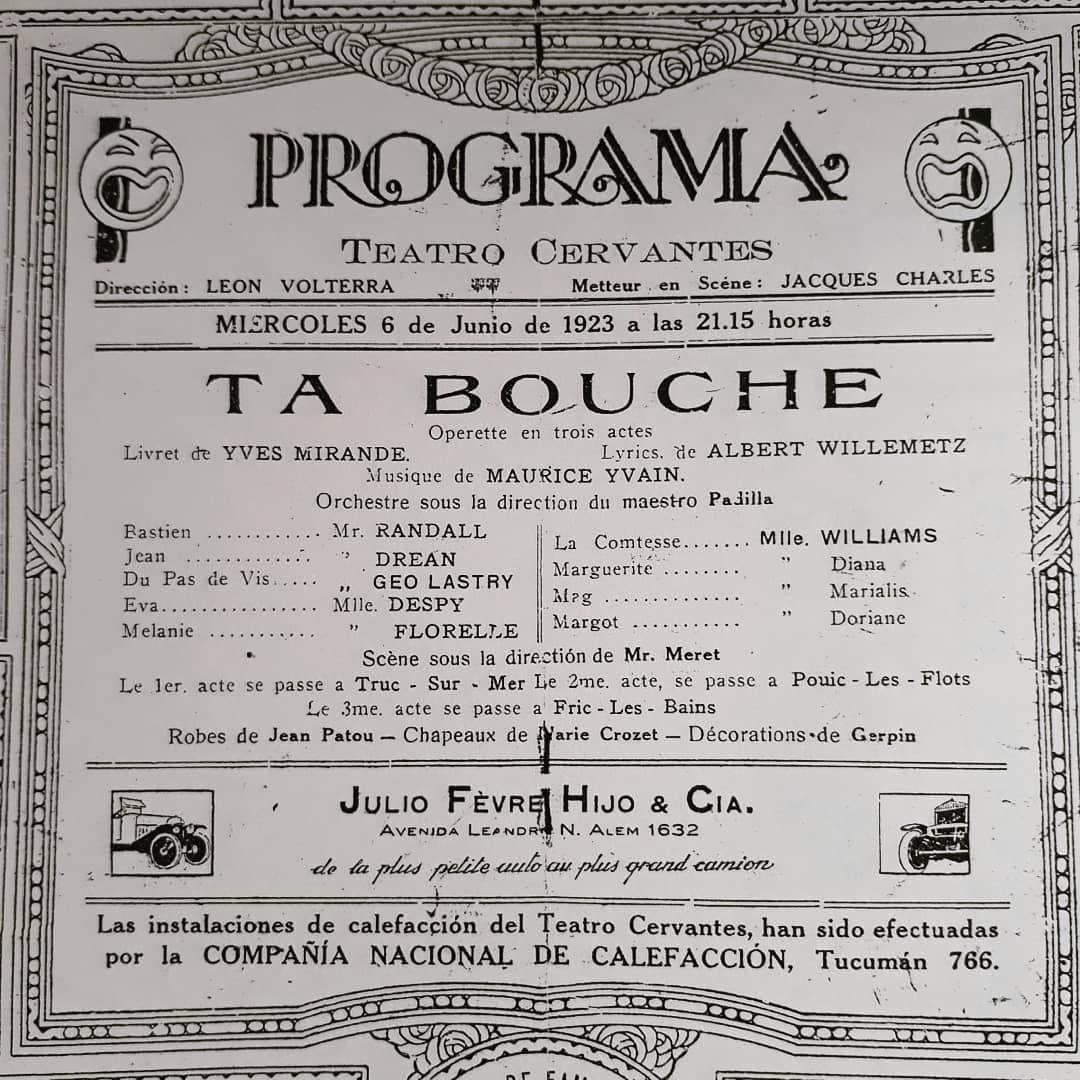 PROGRAMA
TEATRO CERVANTES
Dirección: LEON VOLTERRA Metteur en Scéne: JACQUES CHARLES
MIERCOLES 6 de Junio de 1923 a las 21.15 horas
TA BOUCHE
Operette en trois actes
Livret de YVES MIRANDE. Lyrics. de ALBERT WILLEMETZ
Musique de MAURICE YVAIN.
Orchestre sous la direction du maestro Padilla
Bastien ............ Mr. RANDALL
Jean ............. " DREAN
Du Pas de Vis..... „ GEO LASTRY
Eva................ Mlle. DESPY
Melanie ........... " FLORELLE
La Comtesse....... Mlle. WILLIAMS
Marguerite ........ " Diana
Meg .............. " Marialis.
Margot ........... " Doriane
Scène sous la directión de Mr. Meret
Le 1er. acte se passe a Truc - Sur - Mer Le 2me. acte, se passe a Pouic - Les - Flots
Le 3me. acte se passe a Fric - Les - Bains
Robes de Jean Patou — Chapeaux de Marie Crozet — Décorations de Gerpin
JULIO FÈVRE HIJO & CIA.
AVENIDA LEANDRO N. ALEM 1632
de la plus petite auto au plus grand camion
Las instalaciones de calefacción del Teatro Cervantes, han sido efectuadas
por la COMPAÑÍA NACIONAL DE CALEFACCIÓN, Tucumán 766.